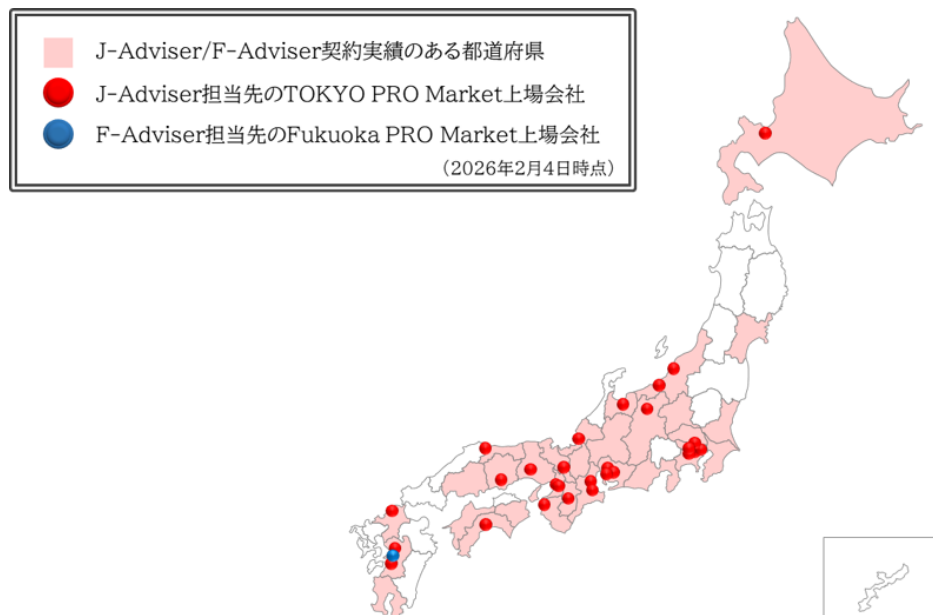 J-Adviser/F-Adviser契約実績のある都道府県
J-Adviser担当先のTOKYO PRO Market上場会社
F-Adviser担当先のFukuoka PRO Market上場会社
（2026年2月4日時点）